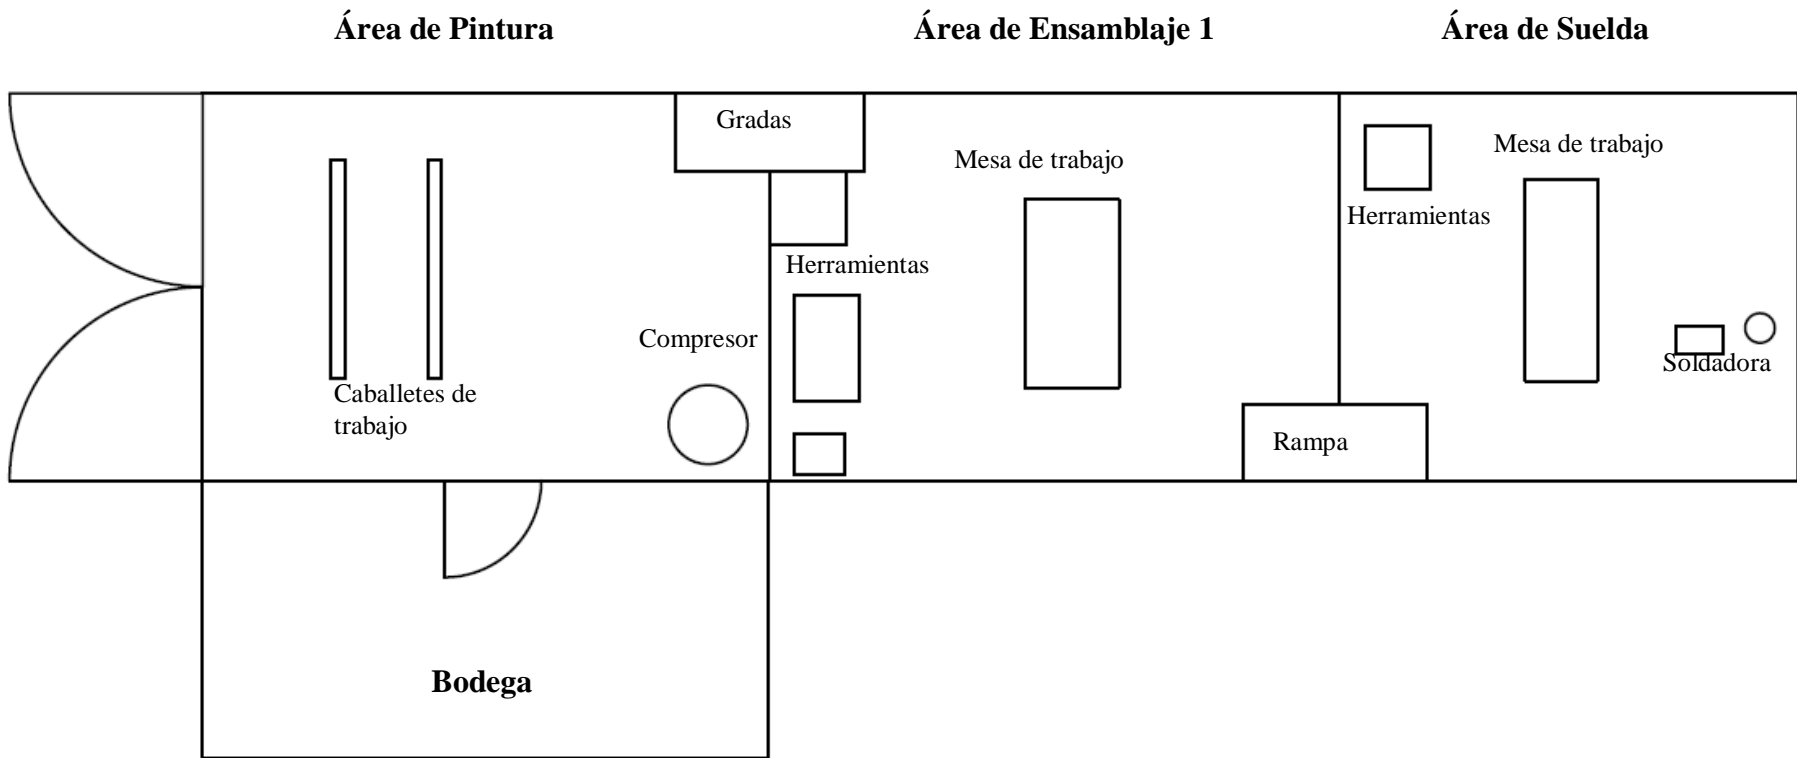 Área de Pintura
Área de Ensamblaje 1
Área de Suelda
Gradas
Mesa de trabajo
Mesa de trabajo
Herramientas
Herramientas
Compresor
Soldadora
Caballetes de
trabajo
Rampa
Bodega